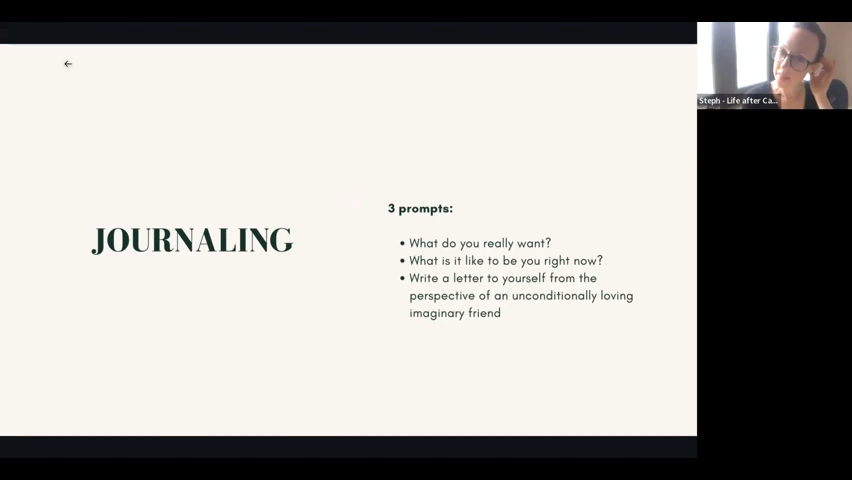 JOURNALING
3 prompts:
• What do you really want?
• What is it like to be you right now?
• Write a letter to yourself from the
perspective of an unconditionally loving
imaginary friend
Steph - Life after Ca...